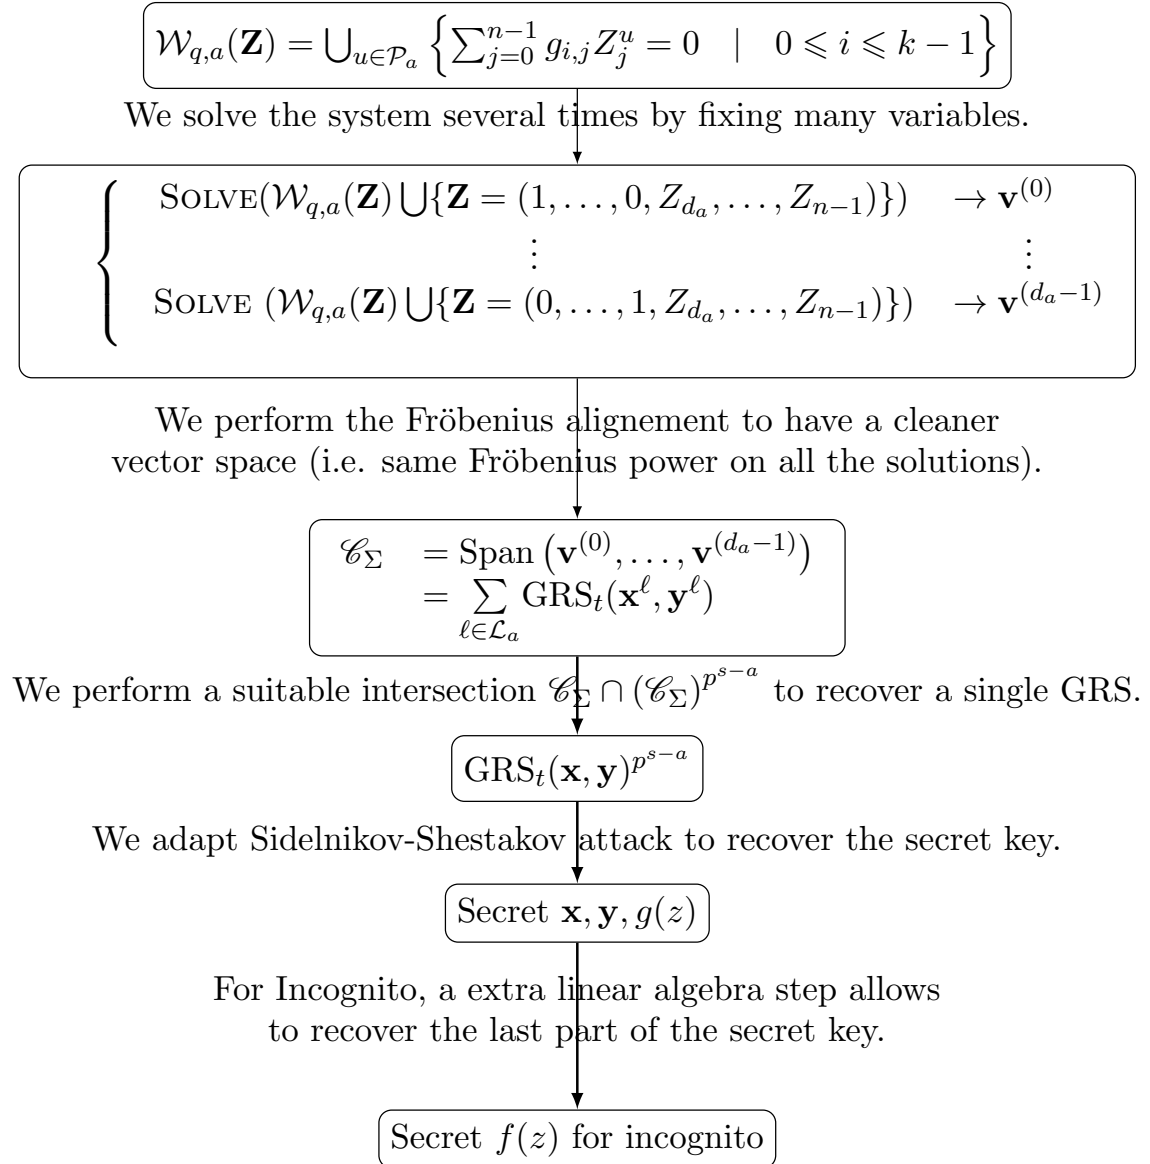 𝒲_{q,a}(𝐙) = ⋃_{u∈𝒫_a} { ∑_{j=0}^{n−1} g_{i,j} Z_j^u = 0 | 0 ⩽ i ⩽ k − 1 }
We solve the system several times by fixing many variables.
{ SOLVE(𝒲_{q,a}(𝐙) ⋃{𝐙 = (1, . . . , 0, Z_{d_a}, . . . , Z_{n−1})}) → 𝐯^{(0)}
⋮ ⋮
SOLVE (𝒲_{q,a}(𝐙) ⋃{𝐙 = (0, . . . , 1, Z_{d_a}, . . . , Z_{n−1})}) → 𝐯^{(d_a−1)}
We perform the Fröbenius alignement to have a cleaner
vector space (i.e. same Fröbenius power on all the solutions).
𝒞_Σ = Span (𝐯^{(0)}, . . . , 𝐯^{(d_a−1)})
= ∑_{ℓ∈ℒ_a} GRS_t(𝐱^ℓ, 𝐲^ℓ)
We perform a suitable intersection 𝒞_Σ ∩ (𝒞_Σ)^{p^{s−a}} to recover a single GRS.
GRS_t(𝐱, 𝐲)^{p^{s−a}}
We adapt Sidelnikov-Shestakov attack to recover the secret key.
Secret 𝐱, 𝐲, g(z)
For Incognito, a extra linear algebra step allows
to recover the last part of the secret key.
Secret f(z) for incognito